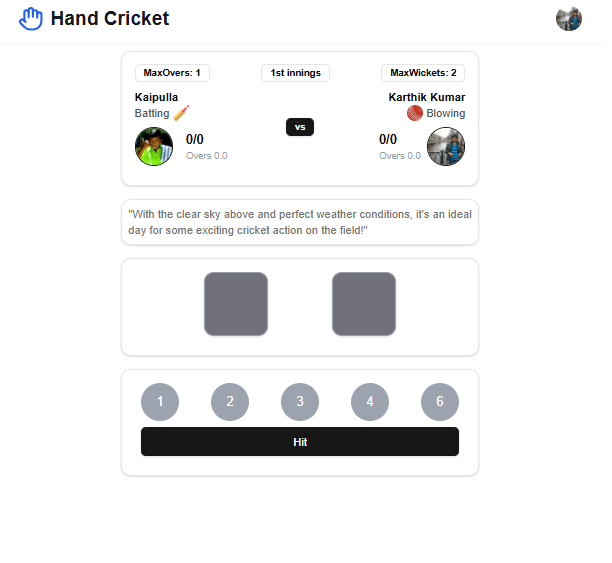 Hand Cricket
MaxOvers: 1
1st innings
MaxWickets: 2
Kaipulla
Karthik Kumar
Batting
Blowing
vs
0/0
0/0
Overs 0.0
Overs 0.0
"With the clear sky above and perfect weather conditions, it's an ideal
day for some exciting cricket action on the field!"
1 2 3 4 6
Hit